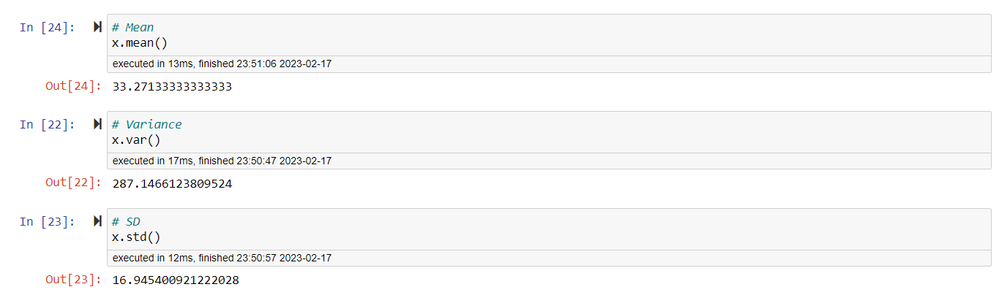 In [24]:
# Mean
x.mean()
executed in 13ms, finished 23:51:06 2023-02-17
Out[24]: 33.27133333333333
In [22]:
# Variance
x.var()
executed in 17ms, finished 23:50:47 2023-02-17
Out[22]: 287.1466123809524
In [23]:
# SD
x.std()
executed in 12ms, finished 23:50:57 2023-02-17
Out[23]: 16.945400921222028